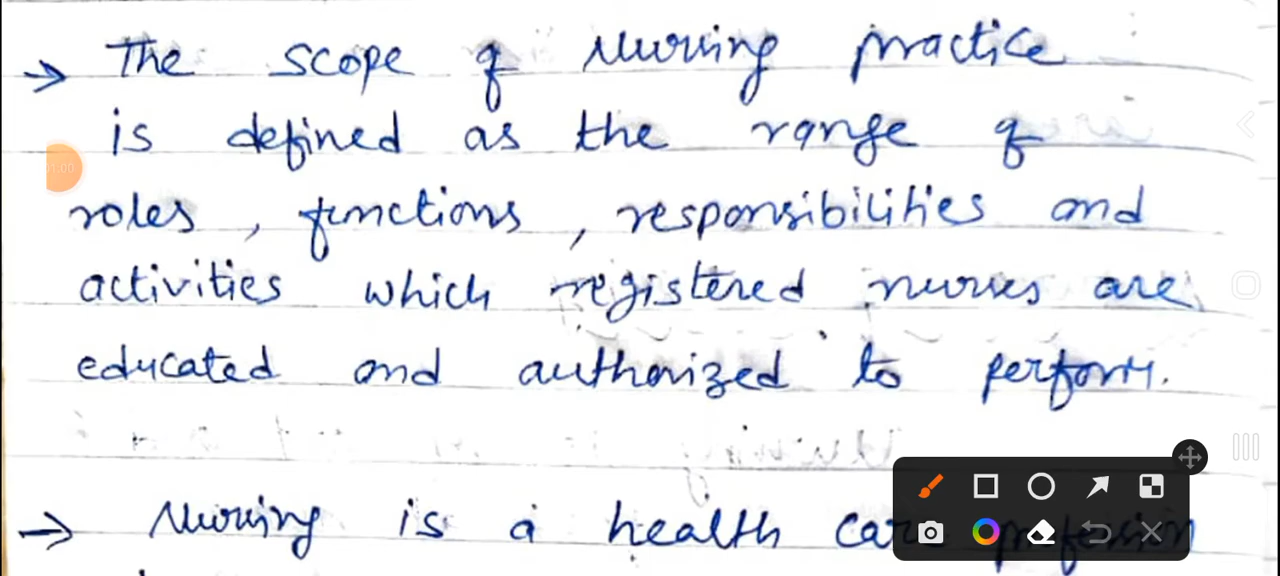 → The scope of Nursing practice
is defined as the range of
roles, functions, responsibilities and
activities which registered nurses are
educated and authorized to perform.
→ Nursing is a health care profession